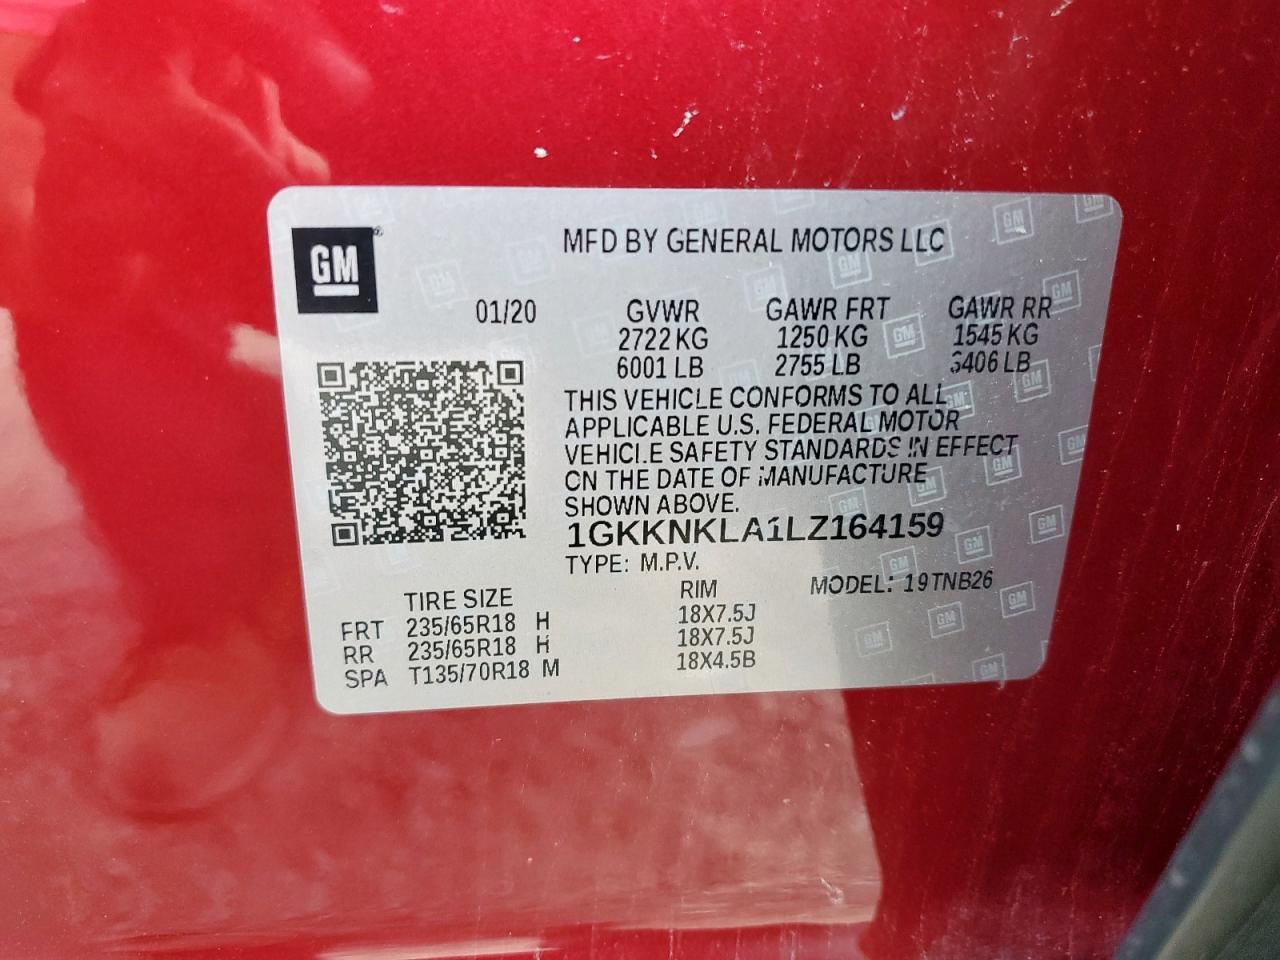 GM
MFD BY GENERAL MOTORS LLC
01/20 GVWR GAWR FRT GAWR RR
2722 KG 1250 KG 1545 KG
6001 LB 2755 LB 3406 LB
THIS VEHICLE CONFORMS TO ALL
APPLICABLE U.S. FEDERAL MOTOR
VEHICLE SAFETY STANDARDS IN EFFECT
ON THE DATE OF MANUFACTURE
SHOWN ABOVE.
1GKKNKLA1LZ164159
TYPE: M.P.V. MODEL: 19TNB26
TIRE SIZE RIM
FRT 235/65R18 H 18X7.5J
RR 235/65R18 H 18X7.5J
SPA T135/70R18 M 18X4.5B